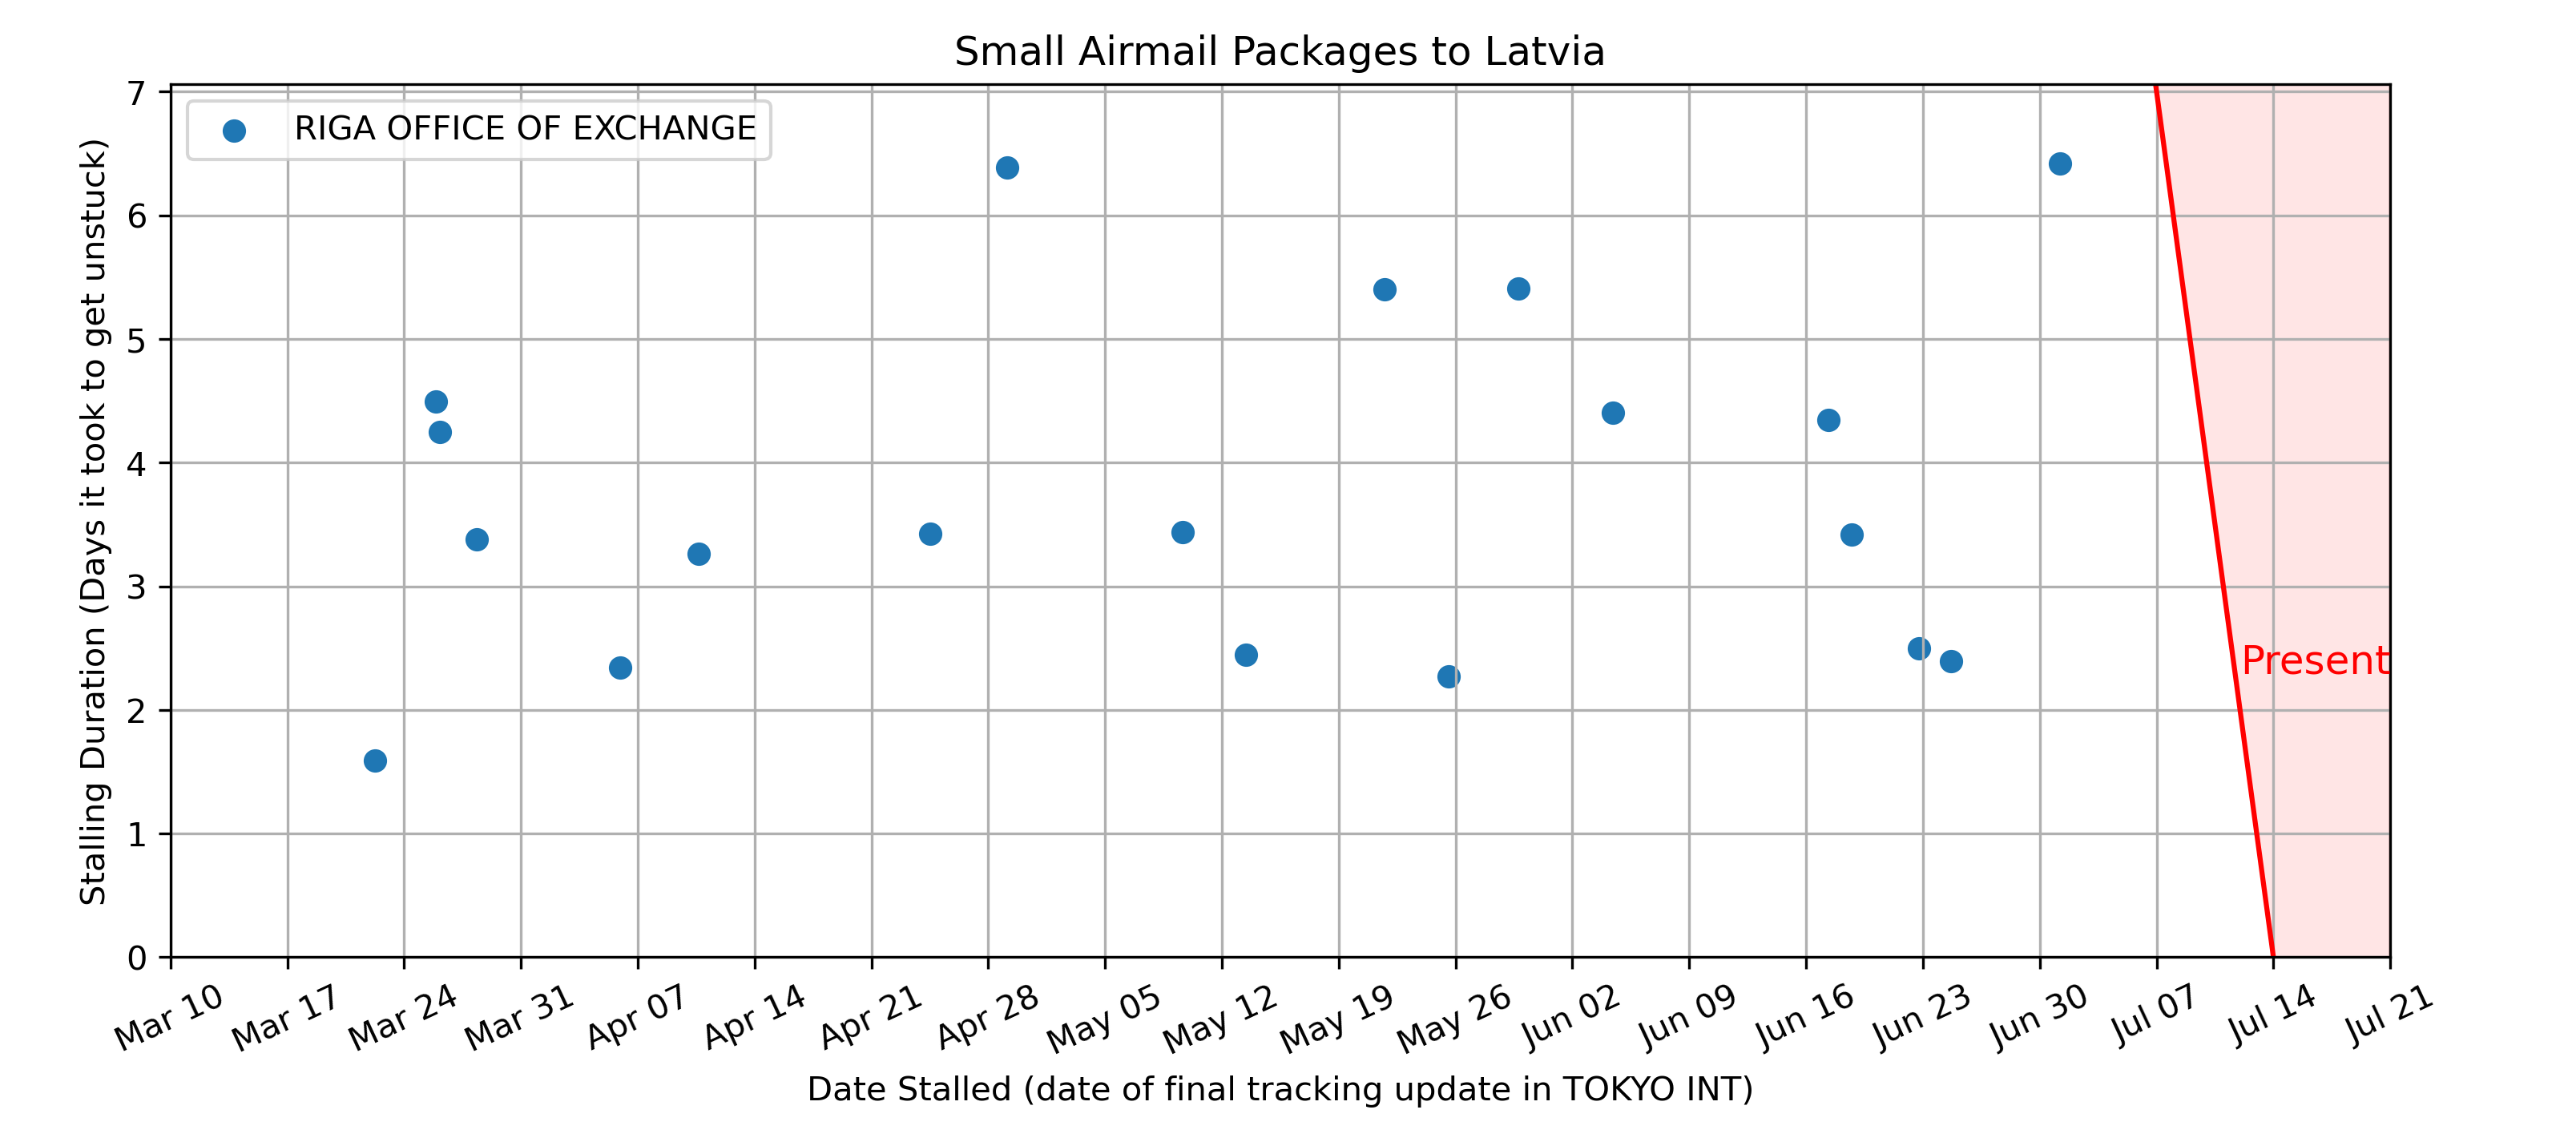 Small Airmail Packages to Latvia
RIGA OFFICE OF EXCHANGE
Stalling Duration (Days it took to get unstuck)
7
6
5
4
3
2
1
0
Present
Mar 10
Mar 17
Mar 24
Mar 31
Apr 07
Apr 14
Apr 21
Apr 28
May 05
May 12
May 19
May 26
Jun 02
Jun 09
Jun 16
Jun 23
Jun 30
Jul 07
Jul 14
Jul 21
Date Stalled (date of final tracking update in TOKYO INT)